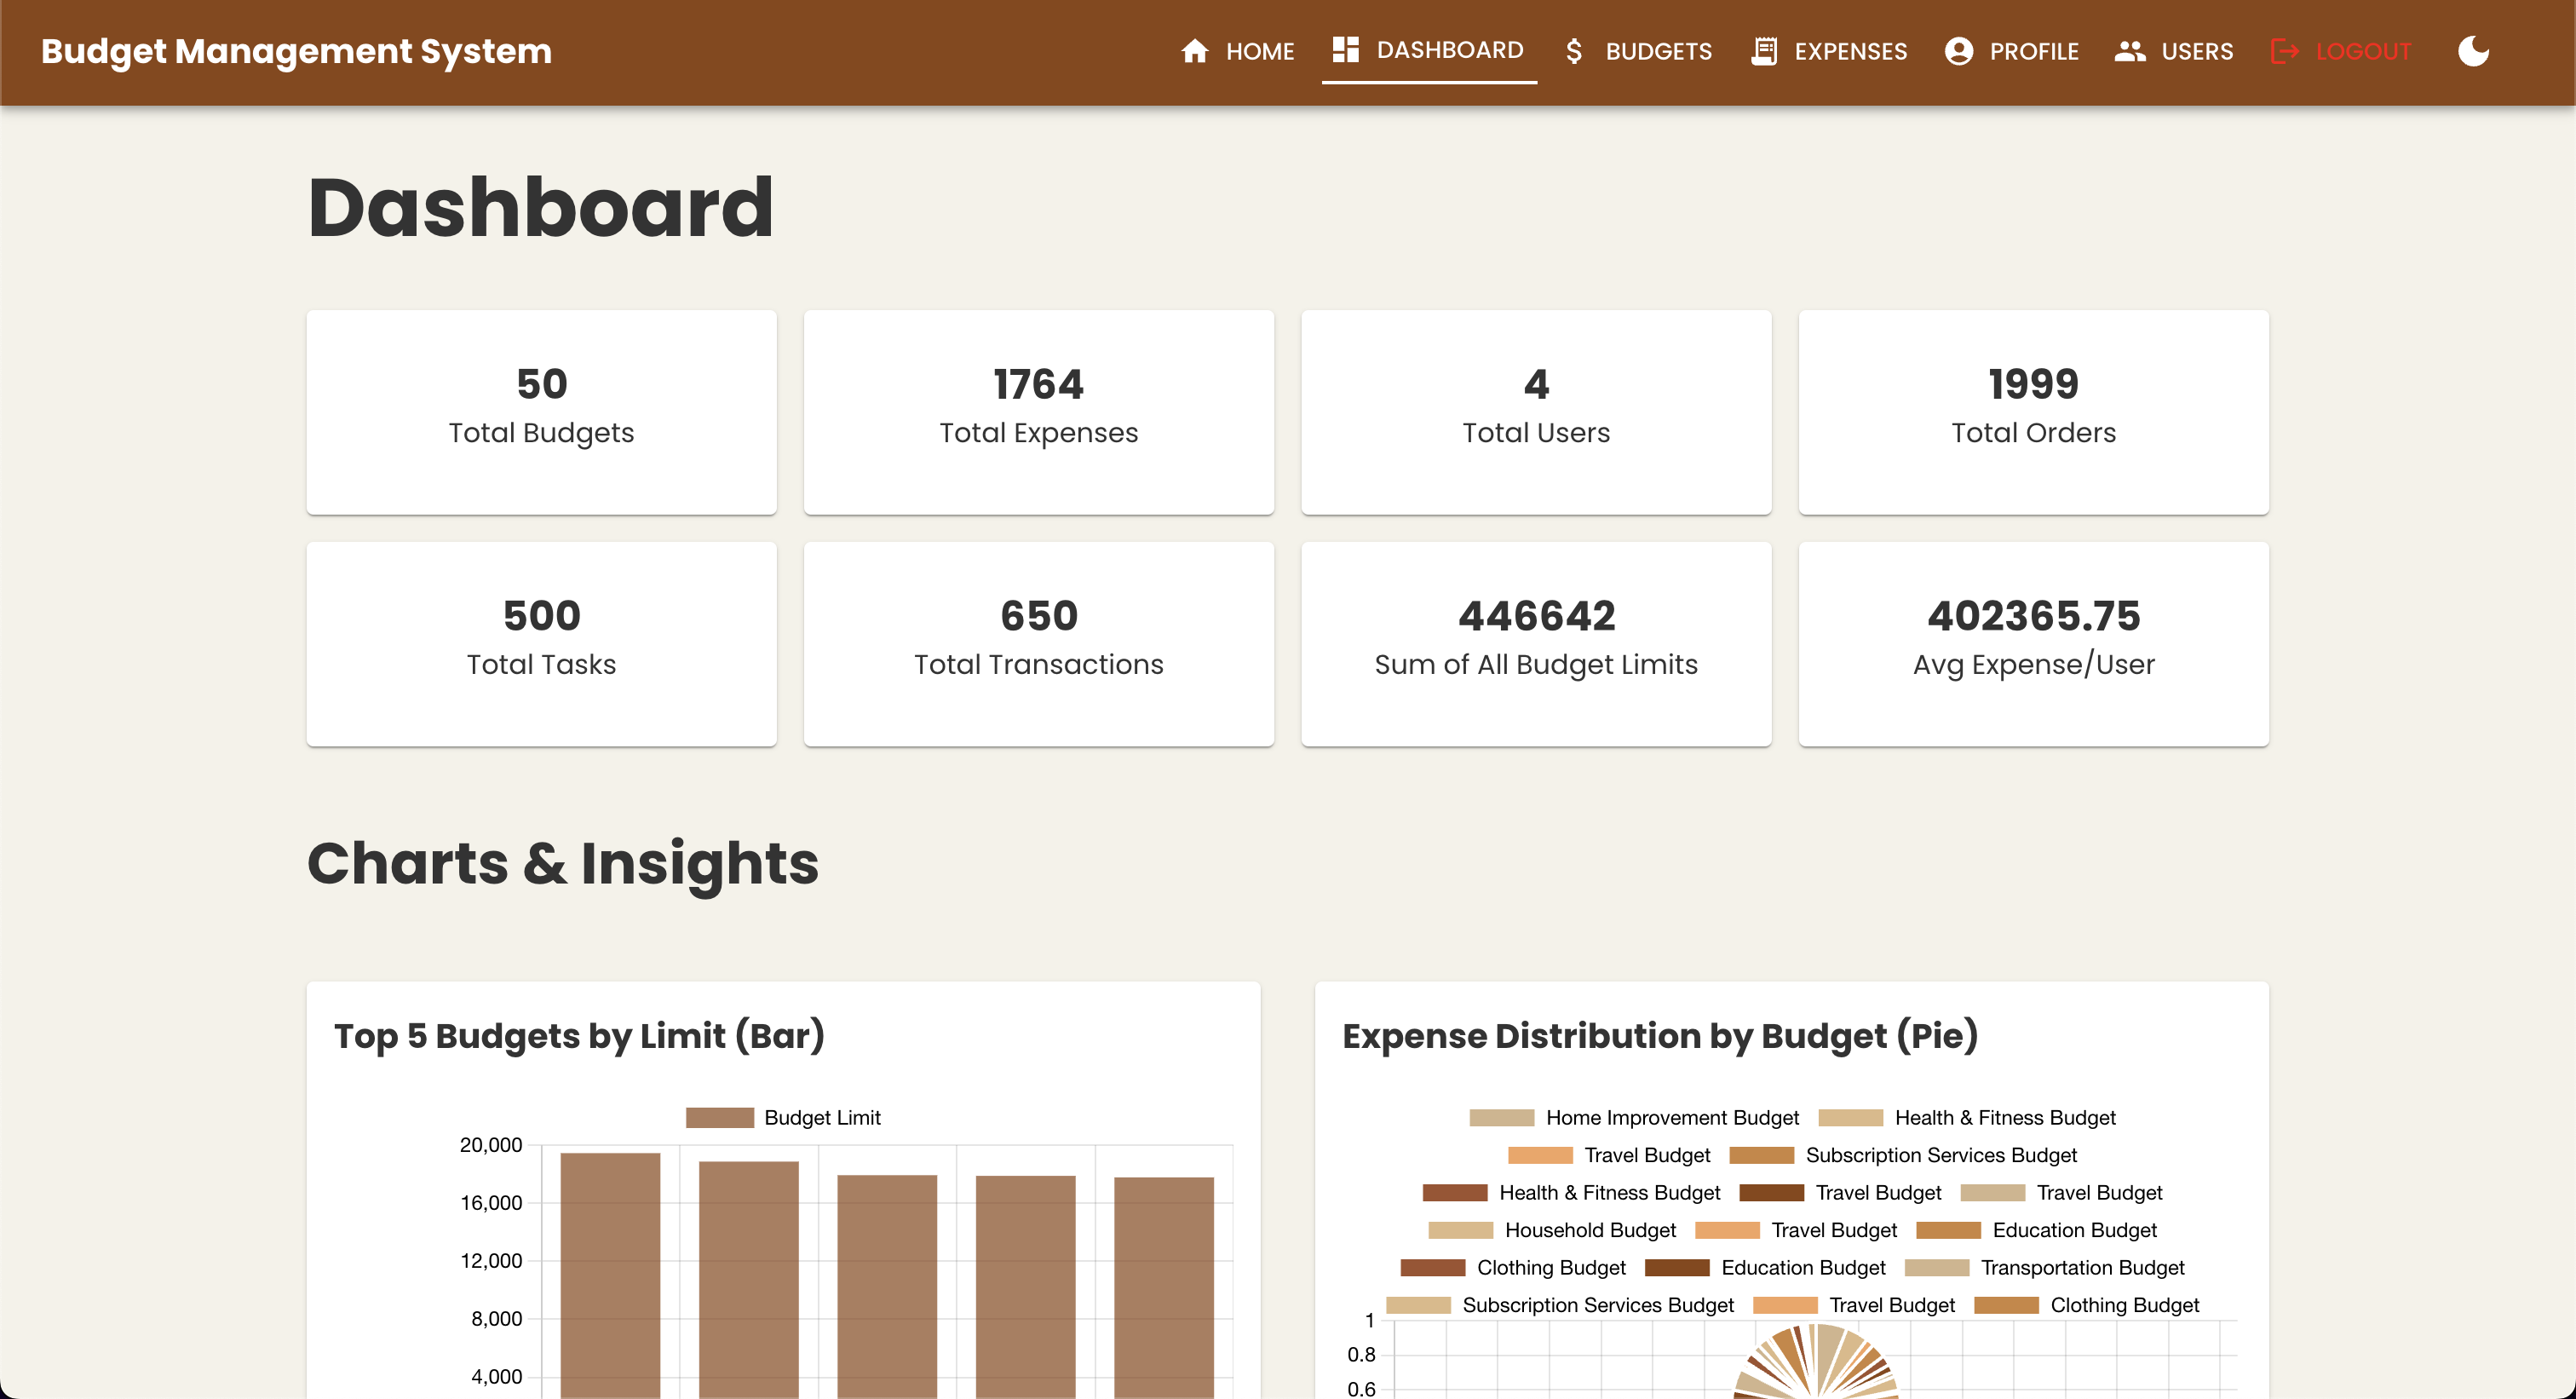 Budget Management System
HOME
DASHBOARD
BUDGETS
EXPENSES
PROFILE
USERS
LOGOUT
Dashboard
50
Total Budgets
1764
Total Expenses
4
Total Users
1999
Total Orders
500
Total Tasks
650
Total Transactions
446642
Sum of All Budget Limits
402365.75
Avg Expense/User
Charts & Insights
Top 5 Budgets by Limit (Bar)
Budget Limit
20,000
16,000
12,000
8,000
4,000
Expense Distribution by Budget (Pie)
Home Improvement Budget Health & Fitness Budget
Travel Budget Subscription Services Budget
Health & Fitness Budget Travel Budget Travel Budget
Household Budget Travel Budget Education Budget
Clothing Budget Education Budget Transportation Budget
Subscription Services Budget Travel Budget Clothing Budget
1
0.8
0.6